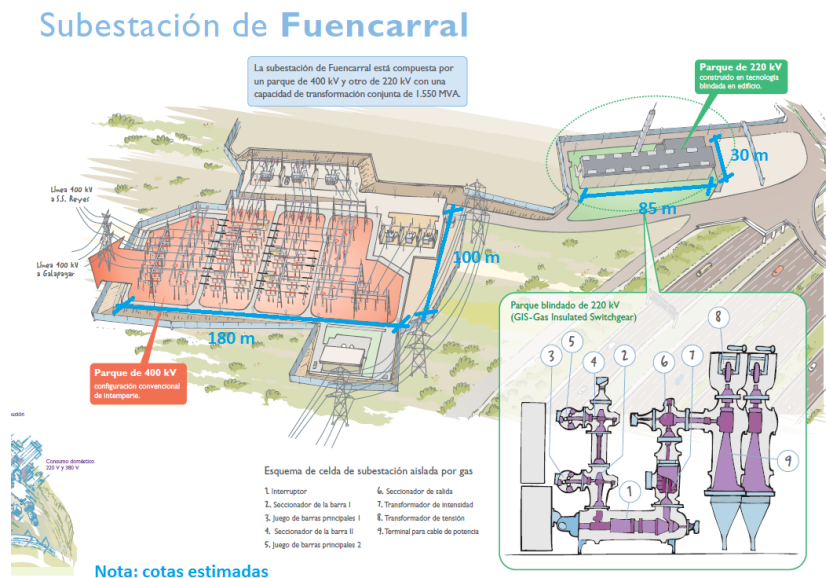 Subestación de Fuencarral
La subestación de Fuencarral está compuesta por
un parque de 400 kV y otro de 220 kV con una
capacidad de transformación conjunta de 1.550 MVA.
Parque de 220 kV
construido en tecnología
blindada en edificio.
30 m
85 m
Línea 400 kV
a S.S. Reyes
Línea 400 kV
a Galapagar
100 m
180 m
Parque de 400 kV
configuración convencional
de intemperie.
Parque blindado de 220 kV
(GIS-Gas Insulated Switchgear)
3
5
4
2
6
7
8
1
9
Consumo doméstico
220 V y 380 V
Esquema de celda de subestación aislada por gas
1. Interruptor
2. Seccionador de la barra I
3. Juego de barras principales 1
4. Seccionador de la barra II
5. Juego de barras principales 2
6. Seccionador de salida
7. Transformador de intensidad
8. Transformador de tensión
9. Terminal para cable de potencia
Nota: cotas estimadas